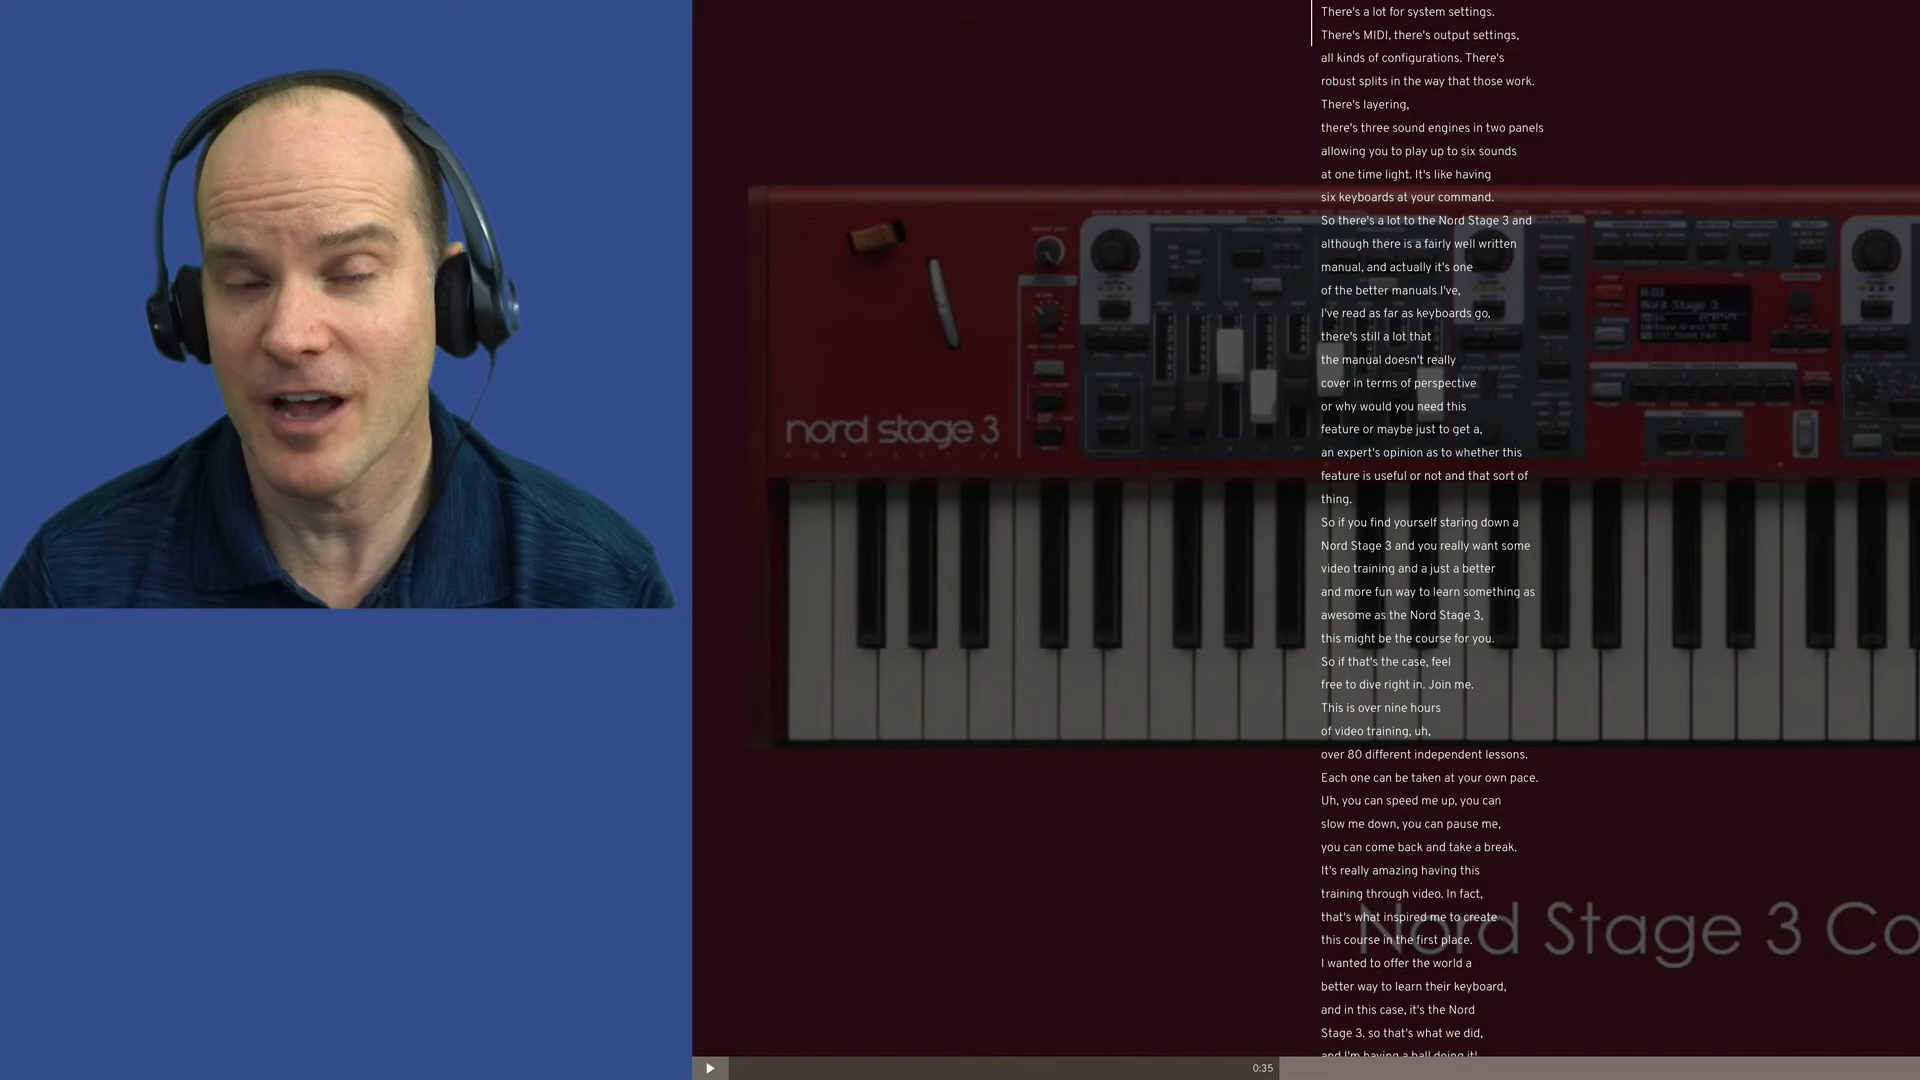 There's a lot for system settings.
There's MIDI, there's output settings,
all kinds of configurations. There's
robust splits in the way that those work.
There's layering,
there's three sound engines in two panels
allowing you to play up to six sounds
at one time light. It's like having
six keyboards at your command.
So there's a lot to the Nord Stage 3 and
although there is a fairly well written
manual, and actually it's one
of the better manuals I've,
I've read as far as keyboards go,
there's still a lot that
the manual doesn't really
cover in terms of perspective
or why would you need this
feature or maybe just to get a,
an expert's opinion as to whether this
feature is useful or not and that sort of
thing.
So if you find yourself staring down a
Nord Stage 3 and you really want some
video training and a just a better
and more fun way to learn something as
awesome as the Nord Stage 3,
this might be the course for you.
So if that's the case, feel
free to dive right in. Join me.
This is over nine hours
of video training, uh,
over 80 different independent lessons.
Each one can be taken at your own pace.
Uh, you can speed me up, you can
slow me down, you can pause me,
you can come back and take a break.
It's really amazing having this
training through video. In fact,
that's what inspired me to create
this course in the first place.
I wanted to offer the world a
better way to learn their keyboard,
and in this case, it's the Nord
Stage 3. so that's what we did,
and I'm having a ball doing it!
nord stage 3
Nord Stage 3
Nord Stage 3 Co
0:35